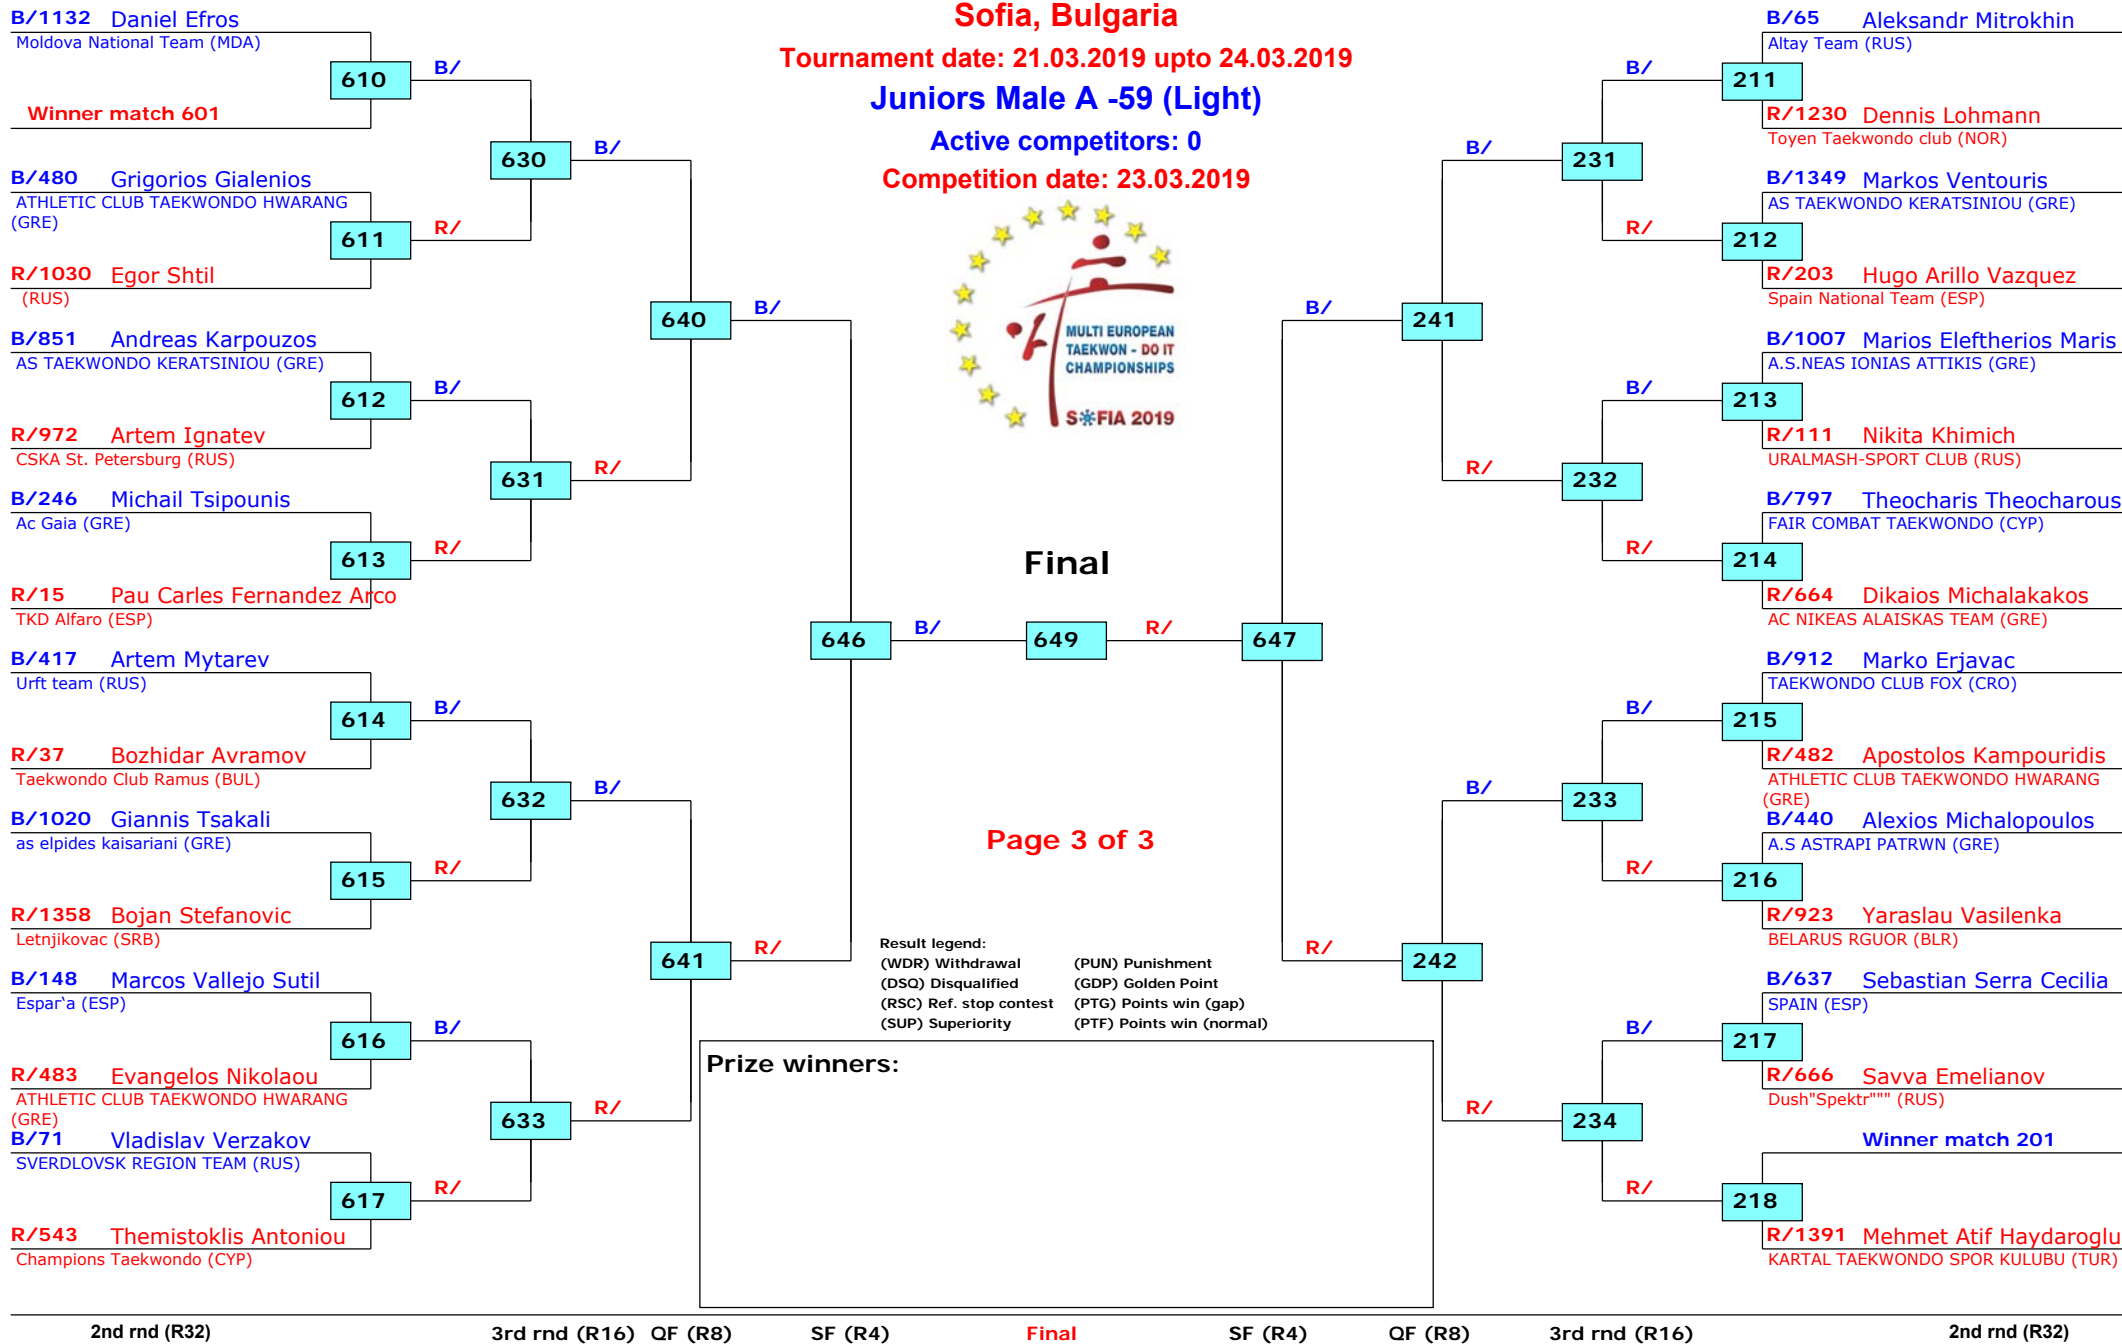 Sofia, Bulgaria
Tournament date: 21.03.2019 upto 24.03.2019
Juniors Male A -59 (Light)
Active competitors: 0
Competition date: 23.03.2019
MULTI EUROPEAN
TAEKWON - DO IT
CHAMPIONSHIPS
S❄FIA 2019
B/1132 Daniel Efros
Moldova National Team (MDA)
610
B/
Winner match 601
630
B/
B/480 Grigorios Gialenios
ATHLETIC CLUB TAEKWONDO HWARANG
(GRE)
611
R/
R/1030 Egor Shtil
(RUS)
640
B/
B/851 Andreas Karpouzos
AS TAEKWONDO KERATSINIOU (GRE)
612
B/
R/972 Artem Ignatev
CSKA St. Petersburg (RUS)
631
R/
B/246 Michail Tsipounis
Ac Gaia (GRE)
613
R/
R/15 Pau Carles Fernandez Arco
TKD Alfaro (ESP)
646
B/
B/417 Artem Mytarev
Urft team (RUS)
614
B/
R/37 Bozhidar Avramov
Taekwondo Club Ramus (BUL)
632
B/
B/1020 Giannis Tsakali
as elpides kaisariani (GRE)
615
R/
R/1358 Bojan Stefanovic
Letnjikovac (SRB)
641
R/
B/148 Marcos Vallejo Sutil
Espar‘a (ESP)
616
B/
R/483 Evangelos Nikolaou
ATHLETIC CLUB TAEKWONDO HWARANG
(GRE)
633
R/
B/71 Vladislav Verzakov
SVERDLOVSK REGION TEAM (RUS)
617
R/
R/543 Themistoklis Antoniou
Champions Taekwondo (CYP)
Final
649
R/
647
Page 3 of 3
Result legend:
(WDR) Withdrawal (PUN) Punishment
(DSQ) Disqualified (GDP) Golden Point
(RSC) Ref. stop contest (PTG) Points win (gap)
(SUP) Superiority (PTF) Points win (normal)
Prize winners:
B/65 Aleksandr Mitrokhin
Altay Team (RUS)
B/
211
R/1230 Dennis Lohmann
Toyen Taekwondo club (NOR)
B/
231
B/1349 Markos Ventouris
AS TAEKWONDO KERATSINIOU (GRE)
R/
212
R/203 Hugo Arillo Vazquez
Spain National Team (ESP)
B/
241
B/1007 Marios Eleftherios Maris
A.S.NEAS IONIAS ATTIKIS (GRE)
B/
213
R/111 Nikita Khimich
URALMASH-SPORT CLUB (RUS)
R/
232
B/797 Theocharis Theocharous
FAIR COMBAT TAEKWONDO (CYP)
R/
214
R/664 Dikaios Michalakakos
AC NIKEAS ALAISKAS TEAM (GRE)
B/912 Marko Erjavac
TAEKWONDO CLUB FOX (CRO)
B/
215
R/482 Apostolos Kampouridis
ATHLETIC CLUB TAEKWONDO HWARANG
(GRE)
B/
233
B/440 Alexios Michalopoulos
A.S ASTRAPI PATRWN (GRE)
R/
216
R/923 Yaraslau Vasilenka
BELARUS RGUOR (BLR)
R/
242
B/637 Sebastian Serra Cecilia
SPAIN (ESP)
B/
217
R/666 Savva Emelianov
Dush"Spektr""" (RUS)
R/
234
Winner match 201
R/
218
R/1391 Mehmet Atif Haydaroglu
KARTAL TAEKWONDO SPOR KULUBU (TUR)
2nd rnd (R32) 3rd rnd (R16) QF (R8) SF (R4) Final SF (R4) QF (R8) 3rd rnd (R16) 2nd rnd (R32)